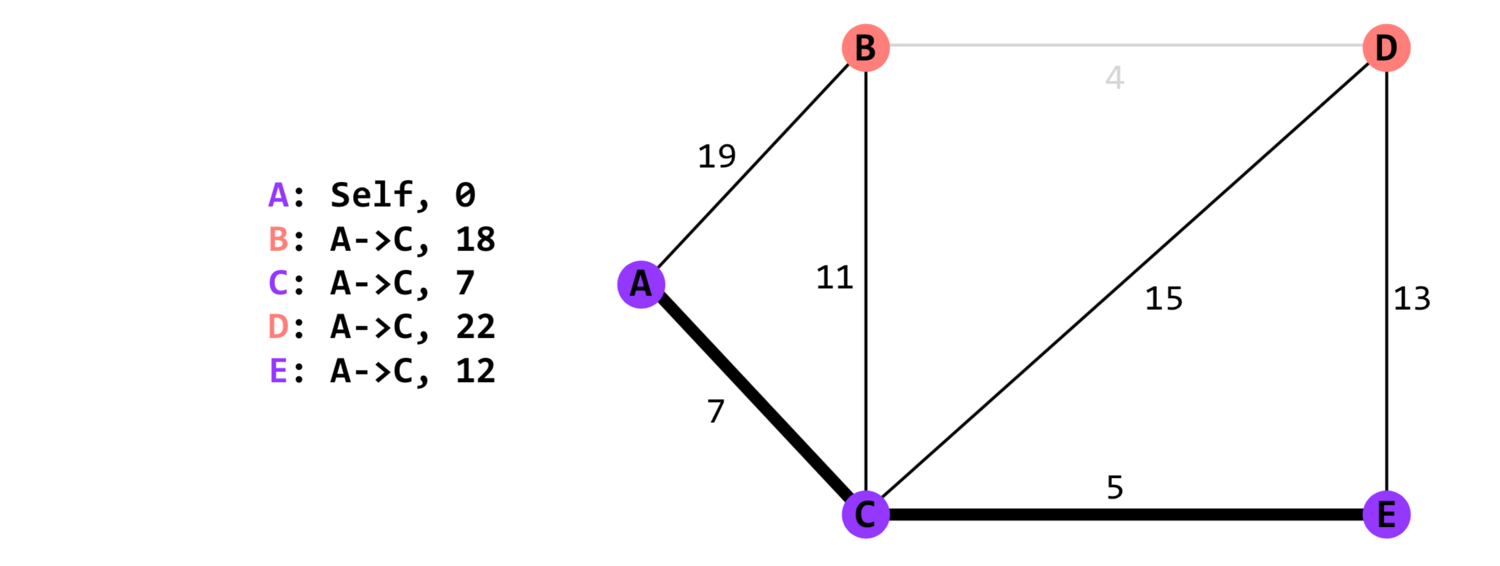 A: Self, 0
B: A->C, 18
C: A->C, 7
D: A->C, 22
E: A->C, 12
B
D
4
19
A
11
15
13
7
5
C
E